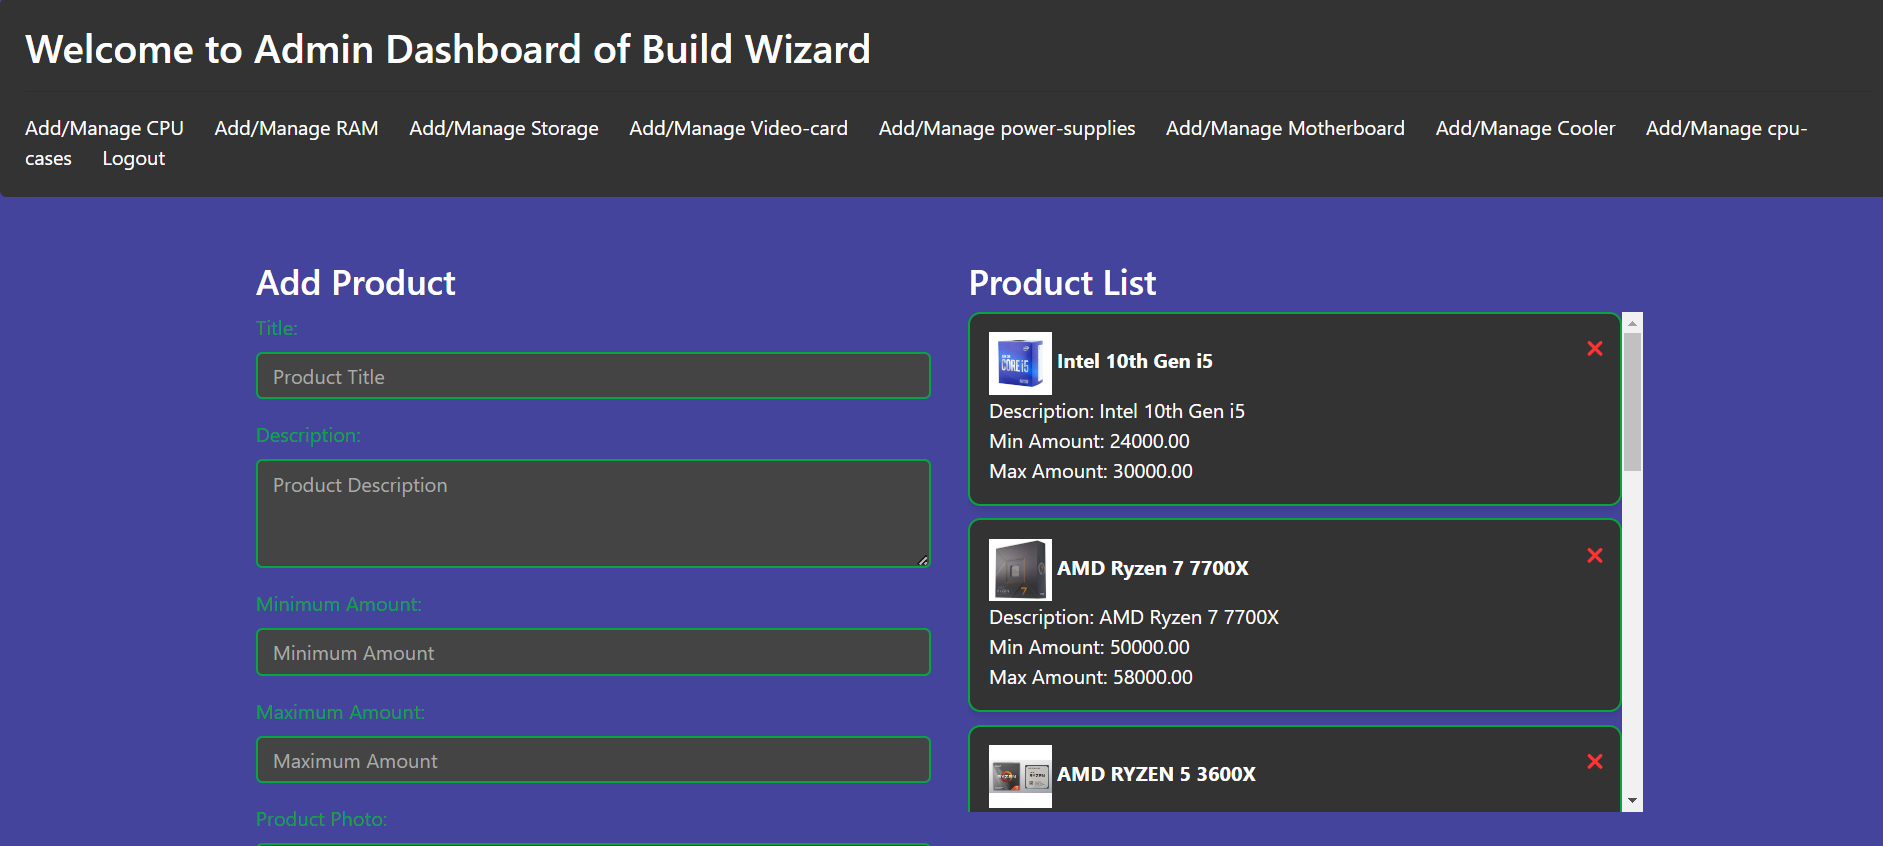 Welcome to Admin Dashboard of Build Wizard
Add/Manage CPU Add/Manage RAM Add/Manage Storage Add/Manage Video-card Add/Manage power-supplies Add/Manage Motherboard Add/Manage Cooler Add/Manage cpu-
cases Logout
Add Product
Title:
Product Title
Description:
Product Description
Minimum Amount:
Minimum Amount
Maximum Amount:
Maximum Amount
Product Photo:
Product List
CORE i5
Intel 10th Gen i5
Description: Intel 10th Gen i5
Min Amount: 24000.00
Max Amount: 30000.00
7
AMD Ryzen 7 7700X
Description: AMD Ryzen 7 7700X
Min Amount: 50000.00
Max Amount: 58000.00
RYZEN
AMD RYZEN 5 3600X